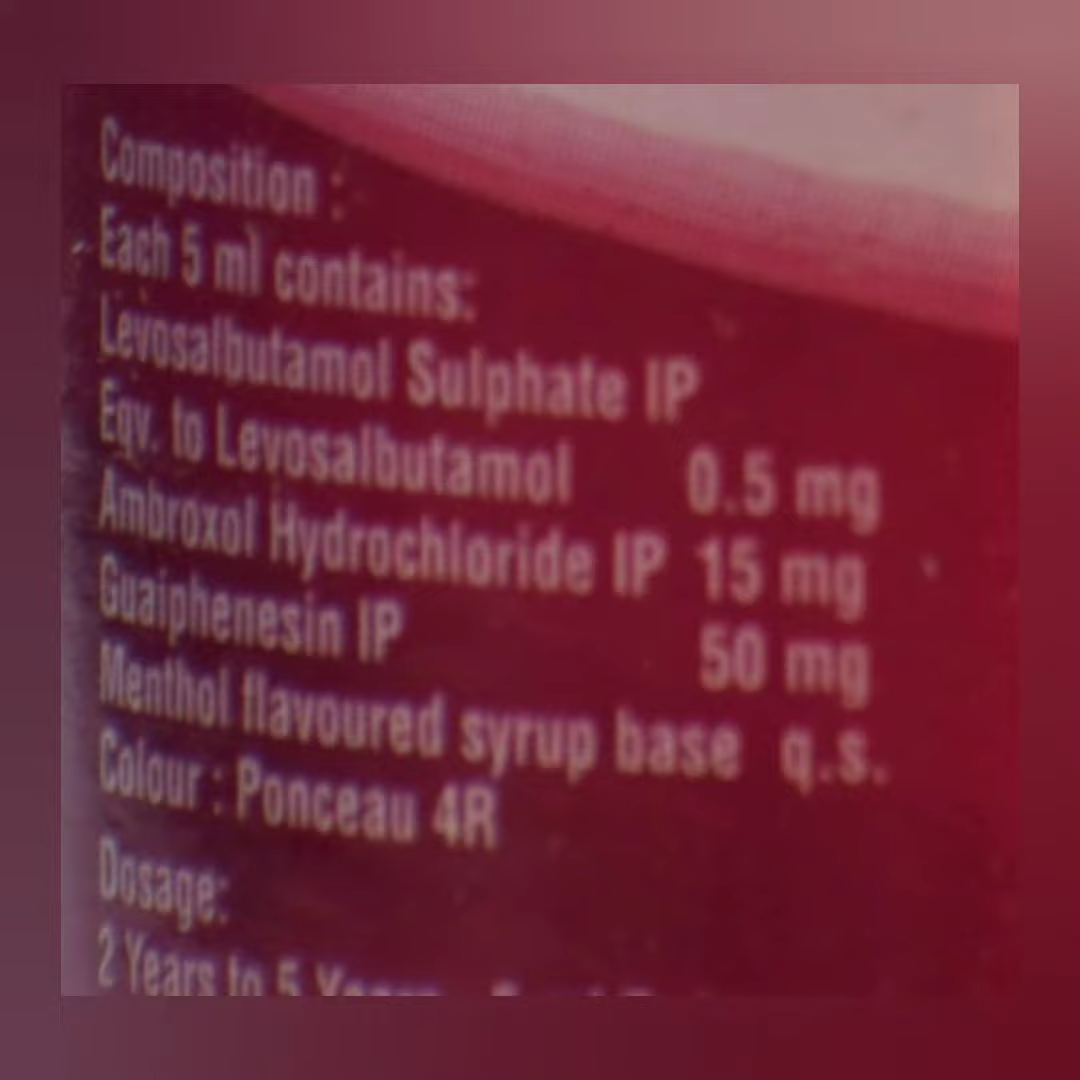 Composition :
Each 5 ml contains:
Levosalbutamol Sulphate IP
Eqv. to Levosalbutamol 0.5 mg
Ambroxol Hydrochloride IP 15 mg
Guaiphenesin IP 50 mg
Menthol flavoured syrup base q.s.
Colour : Ponceau 4R
Dosage:
2 Years to 5 Years